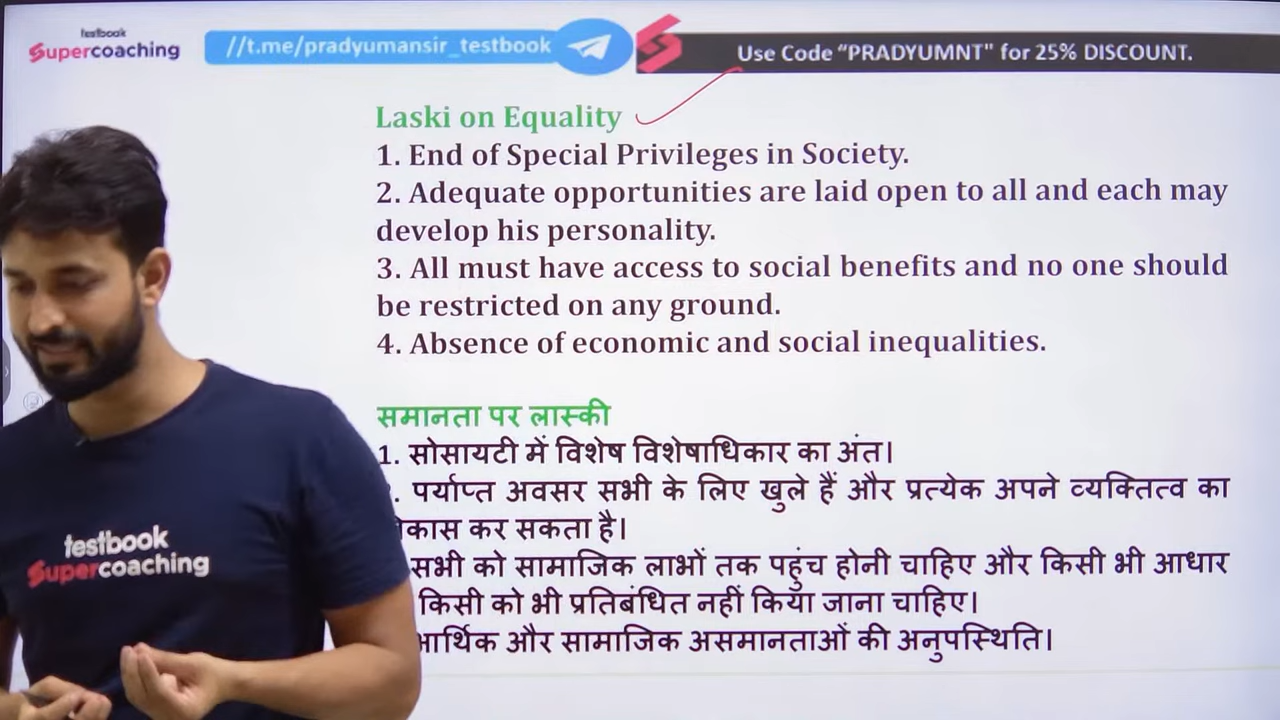 testbook
Supercoaching
//t.me/pradyumansir_testbook
Use Code “PRADYUMNT" for 25% DISCOUNT.
Laski on Equality
1. End of Special Privileges in Society.
2. Adequate opportunities are laid open to all and each may
develop his personality.
3. All must have access to social benefits and no one should
be restricted on any ground.
4. Absence of economic and social inequalities.
समानता पर लास्की
1. सोसायटी में विशेष विशेषाधिकार का अंत।
. पर्याप्त अवसर सभी के लिए खुले हैं और प्रत्येक अपने व्यक्तित्व का
कर सकता है।
सभी को सामाजिक लाभों तक पहुंच होनी चाहिए और किसी भी आधार
किसी को भी प्रतिबंधित नहीं किया जाना चाहिए।
आर्थिक और सामाजिक असमानताओं की अनुपस्थिति।
testbook
Supercoaching